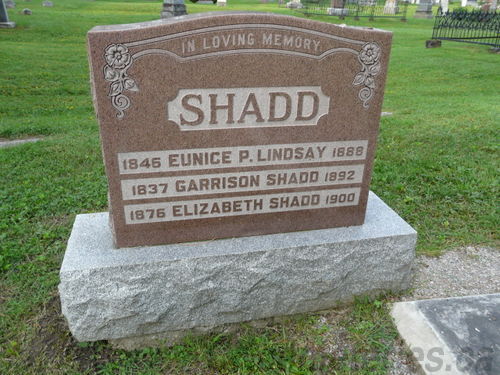 IN LOVING MEMORY
SHADD
1846 EUNICE P. LINDSAY 1888
1837 GARRISON SHADD 1892
1876 ELIZABETH SHADD 1900